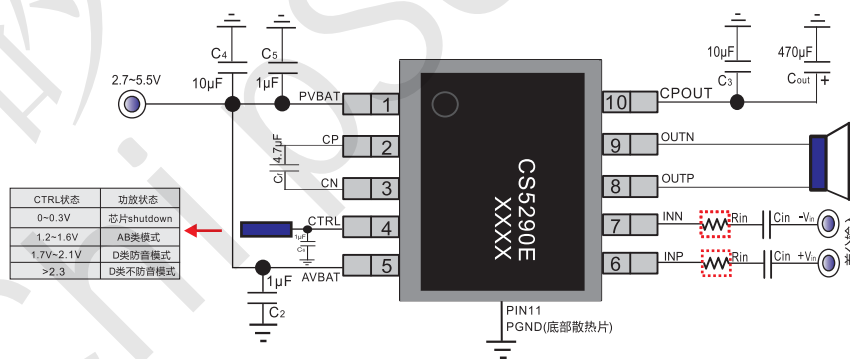 C4
10μF
C5
1μF
2.7~5.5V
PVBAT
1
CP
2
4.7μF
CN
3
CTRL
4
1μF
AVBAT
5
1μF
C2
CTRL状态 功放状态
0~0.3V 芯片shutdown
1.2~1.6V AB类模式
1.7V~2.1V D类防音模式
>2.3 D类不防音模式
CS5290E
XXXX
10μF
C3
470μF
Cout
+
10
CPOUT
9
OUTN
8
OUTP
7
INN
Rin
Cin
-Vin
6
INP
Rin
Cin
+Vin
PIN11
PGND(底部散热片)